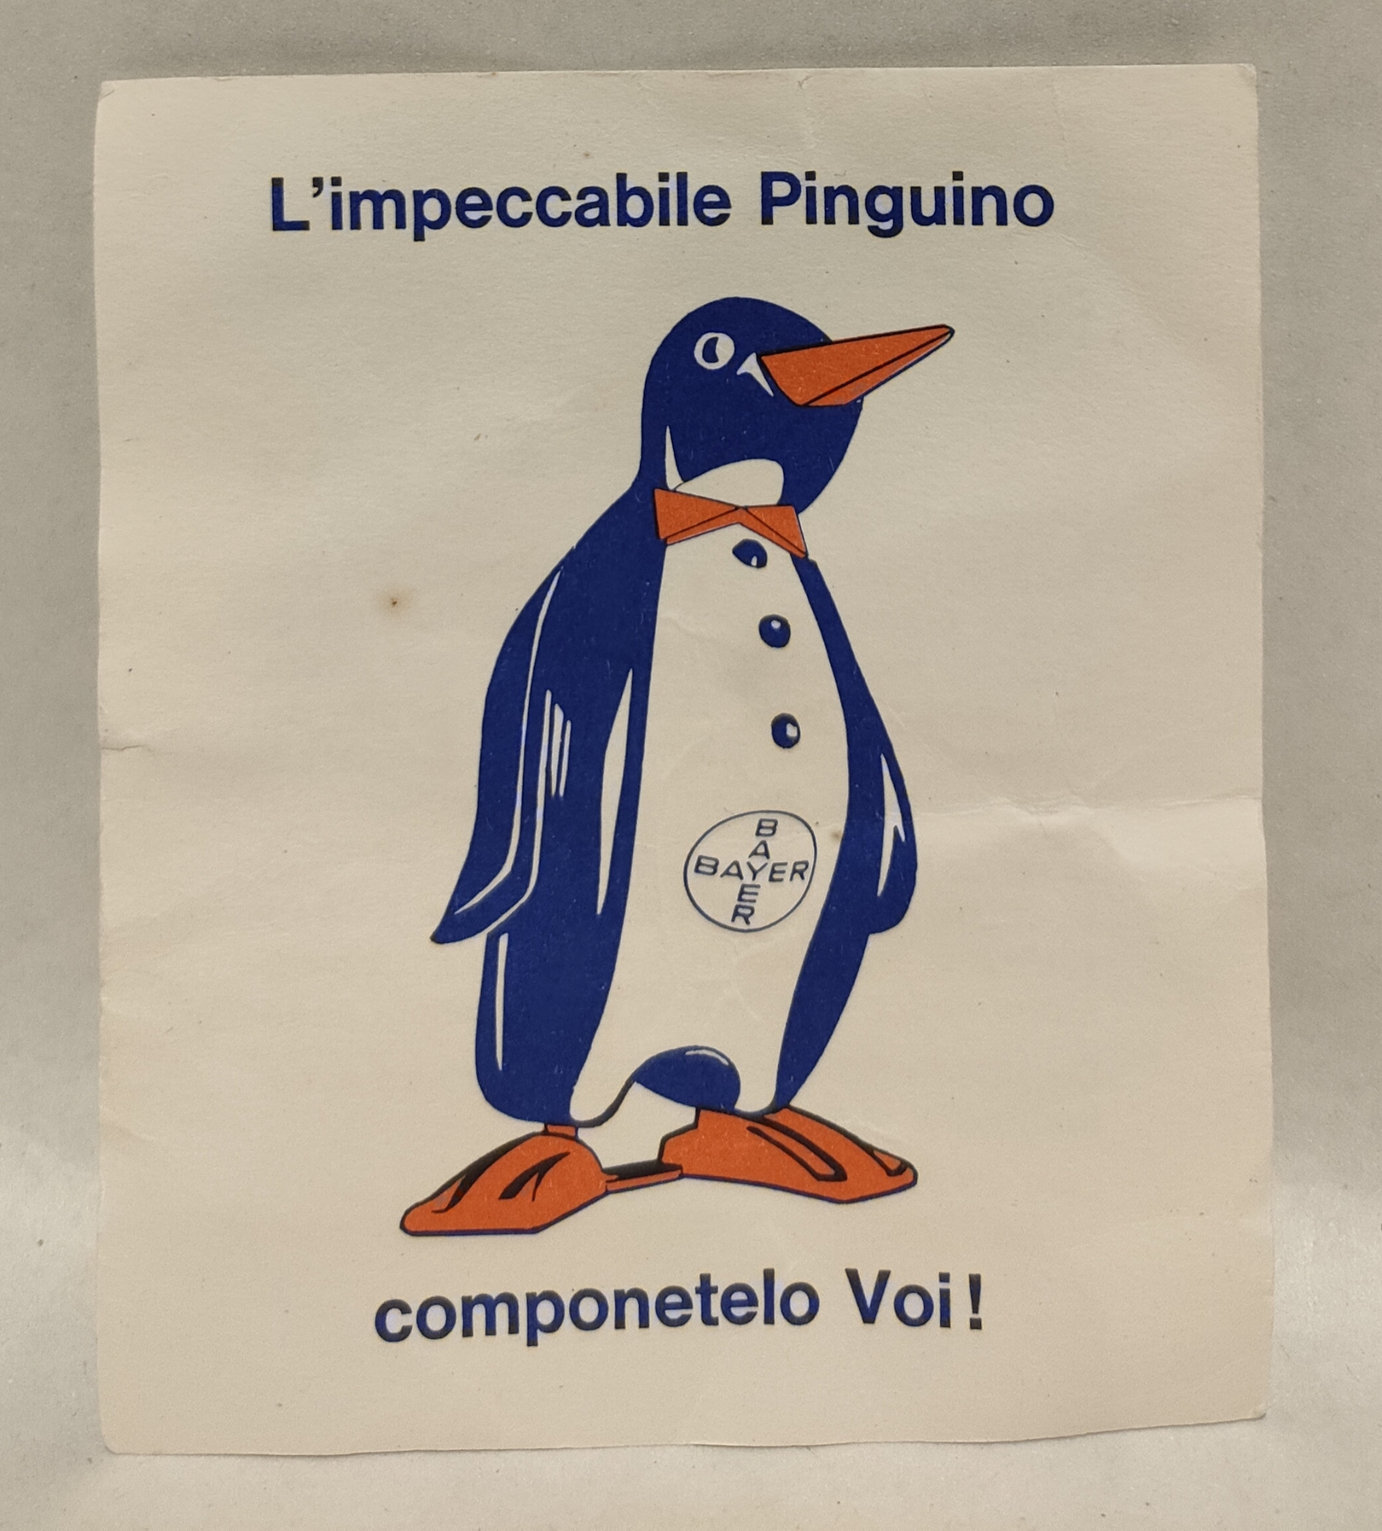 L'impeccabile Pinguino
BAYER
BAYER
componetelo Voi!